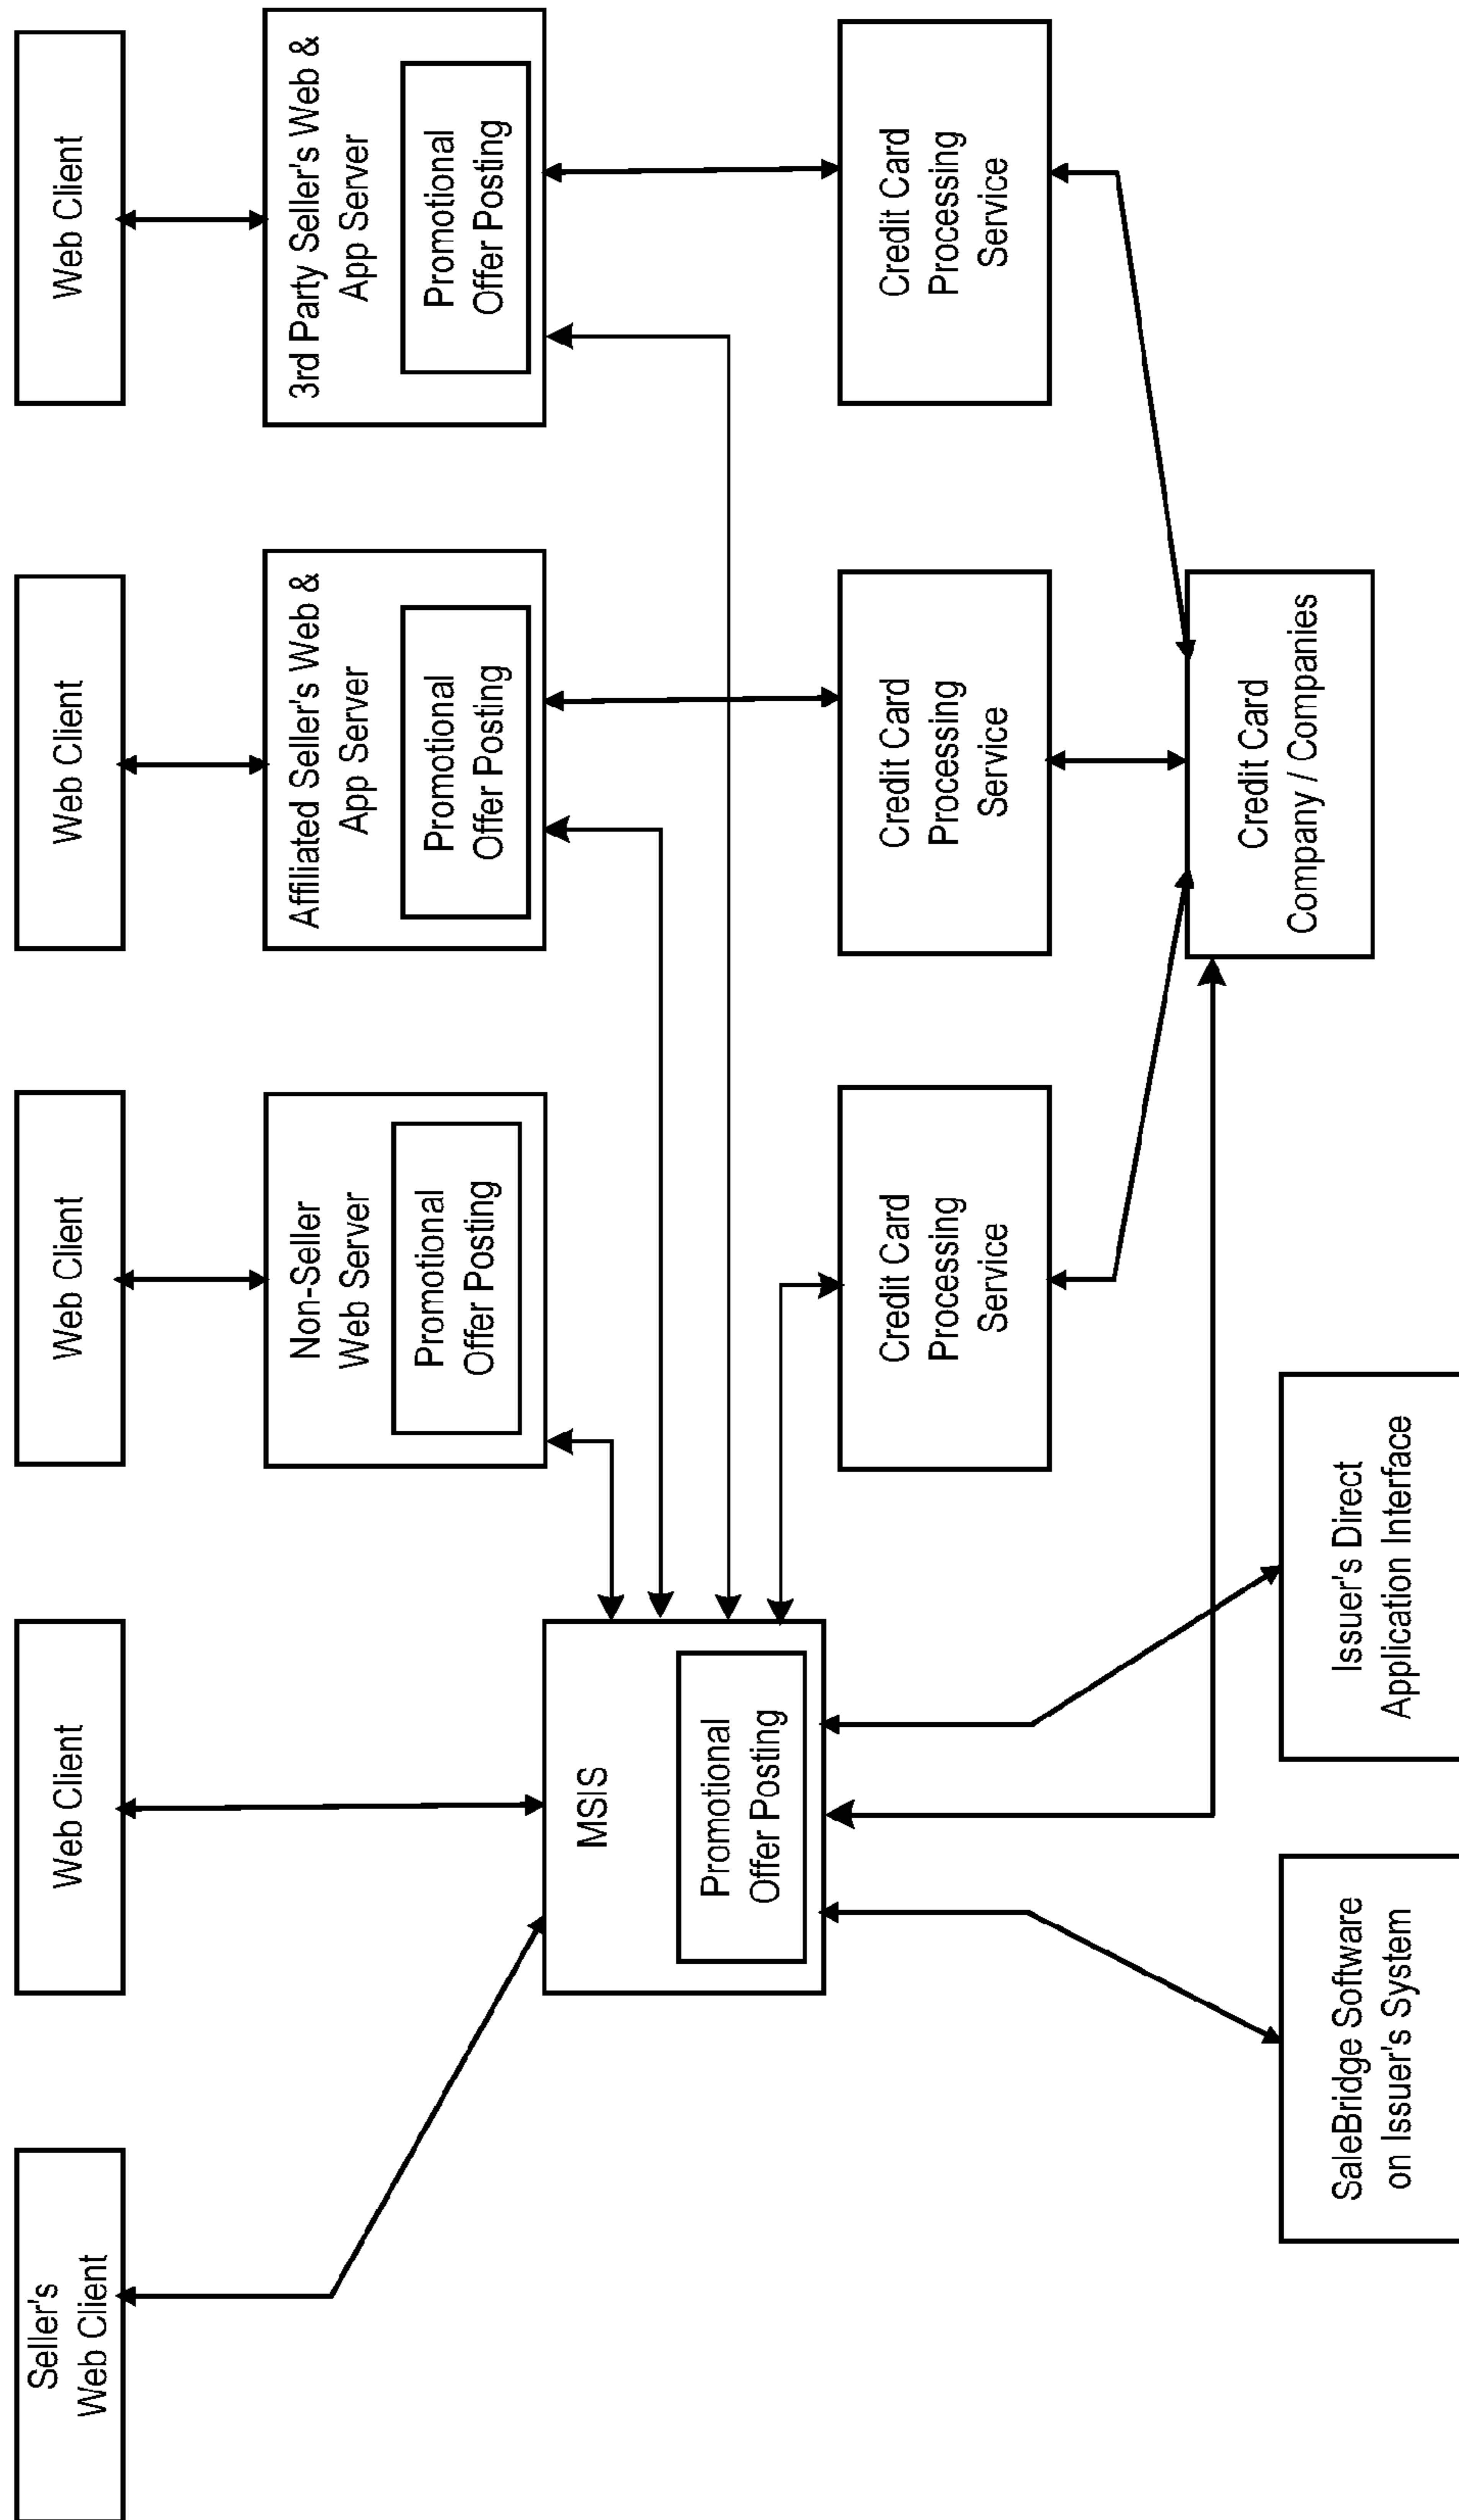 Seller's
Web Client
Web Client
Web Client
Web Client
Web Client
Non-Seller
Web Server
Promotional
Offer Posting
Affiliated Seller's Web &
App Server
Promotional
Offer Posting
3rd Party Seller's Web &
App Server
Promotional
Offer Posting
MSIS
Promotional
Offer Posting
Credit Card
Processing
Service
Credit Card
Processing
Service
Credit Card
Processing
Service
Credit Card
Company / Companies
SaleBridge Software
on Issuer's System
Issuer's Direct
Application Interface